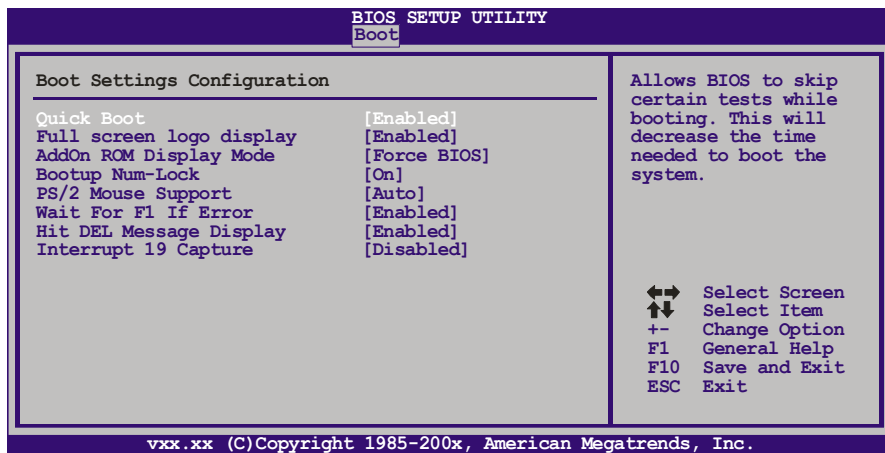 BIOS SETUP UTILITY
Boot
Boot Settings Configuration
Quick Boot [Enabled]
Full screen logo display [Enabled]
AddOn ROM Display Mode [Force BIOS]
Bootup Num-Lock [On]
PS/2 Mouse Support [Auto]
Wait For F1 If Error [Enabled]
Hit DEL Message Display [Enabled]
Interrupt 19 Capture [Disabled]
Allows BIOS to skip
certain tests while
booting. This will
decrease the time
needed to boot the
system.
Select Screen
Select Item
+- Change Option
F1 General Help
F10 Save and Exit
ESC Exit
vxx.xx (C)Copyright 1985-200x, American Megatrends, Inc.